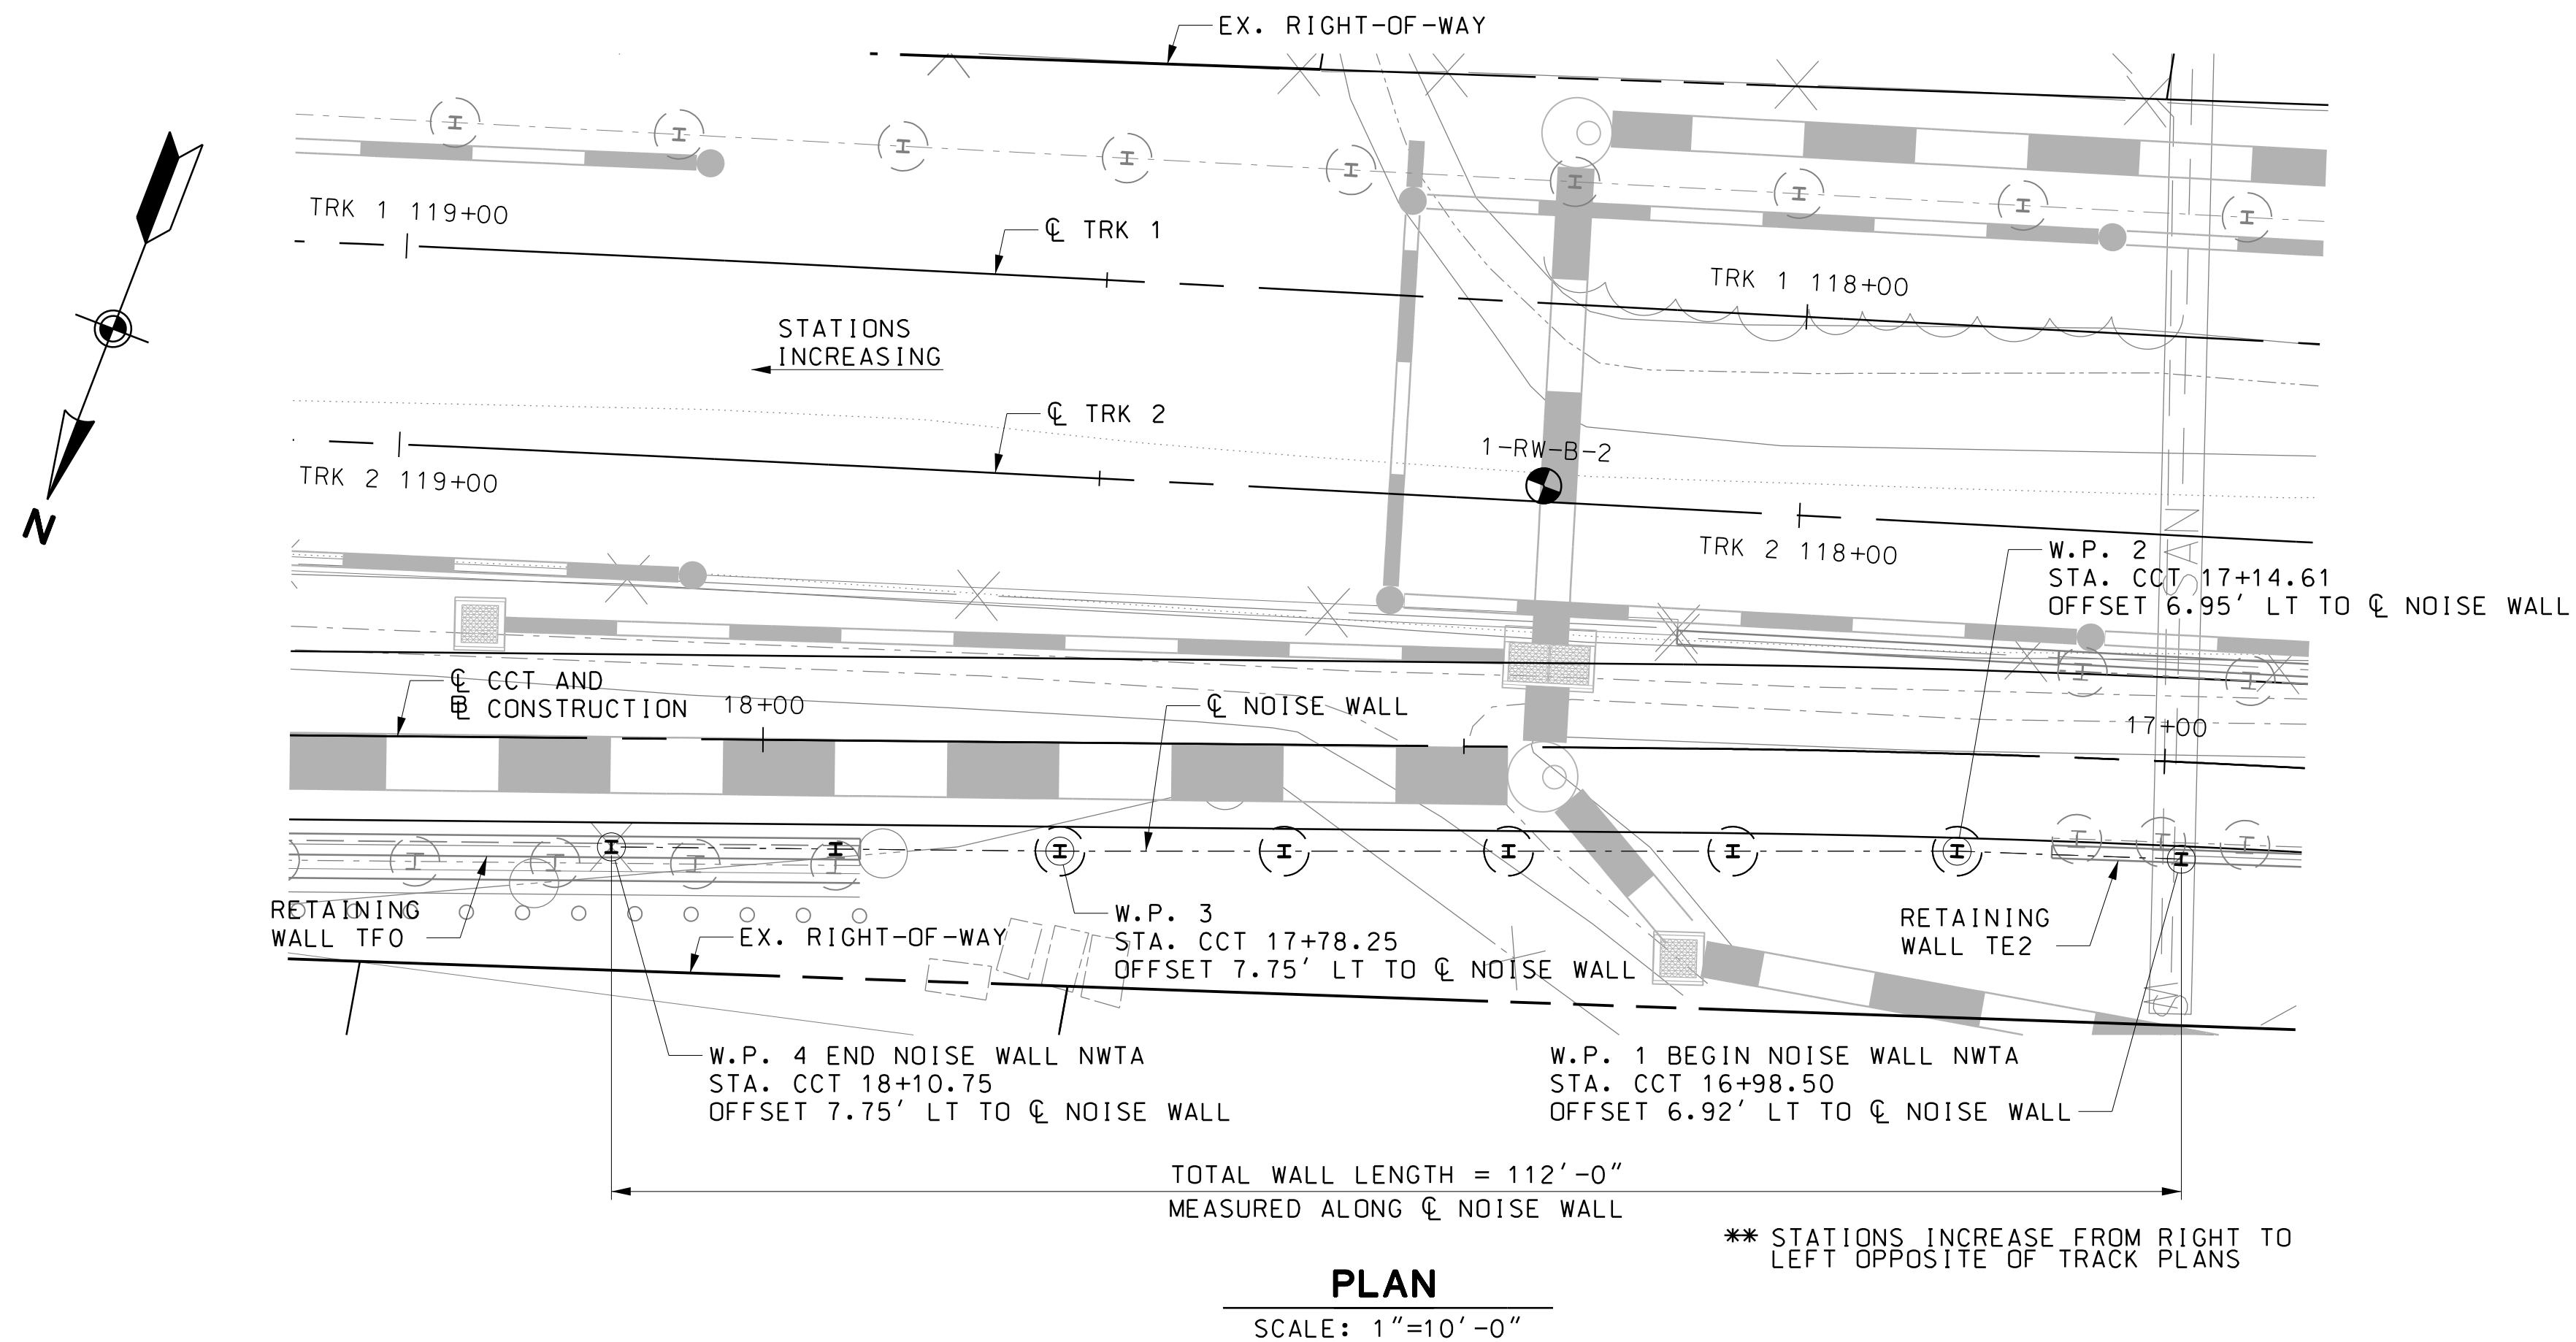 EX. RIGHT-OF-WAY
TRK 1 119+00
℄ TRK 1
TRK 1 118+00
STATIONS
INCREASING
℄ TRK 2
1-RW-B-2
TRK 2 119+00
TRK 2 118+00
N
SAN
W.P. 2
STA. CCT 17+14.61
OFFSET 6.95' LT TO ℄ NOISE WALL
℄ CCT AND
BL CONSTRUCTION
18+00
℄ NOISE WALL
17+00
RETAINING
WALL TFO
EX. RIGHT-OF-WAY
W.P. 3
STA. CCT 17+78.25
OFFSET 7.75' LT TO ℄ NOISE WALL
RETAINING
WALL TE2
W.P. 4 END NOISE WALL NWTA
STA. CCT 18+10.75
OFFSET 7.75' LT TO ℄ NOISE WALL
W.P. 1 BEGIN NOISE WALL NWTA
STA. CCT 16+98.50
OFFSET 6.92' LT TO ℄ NOISE WALL
TOTAL WALL LENGTH = 112'-0"
MEASURED ALONG ℄ NOISE WALL
** STATIONS INCREASE FROM RIGHT TO
LEFT OPPOSITE OF TRACK PLANS
PLAN
SCALE: 1"=10'-0"